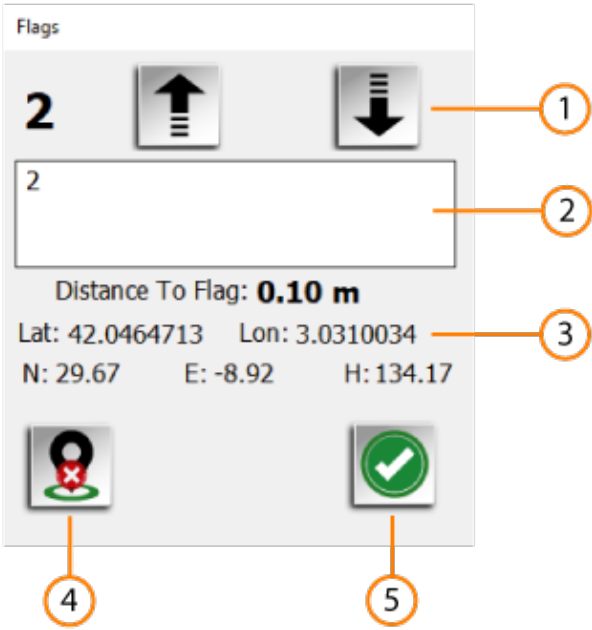 Flags
2
1
2
2
Distance To Flag: 0.10 m
Lat: 42.0464713 Lon: 3.0310034
3
N: 29.67 E: -8.92 H: 134.17
4 5